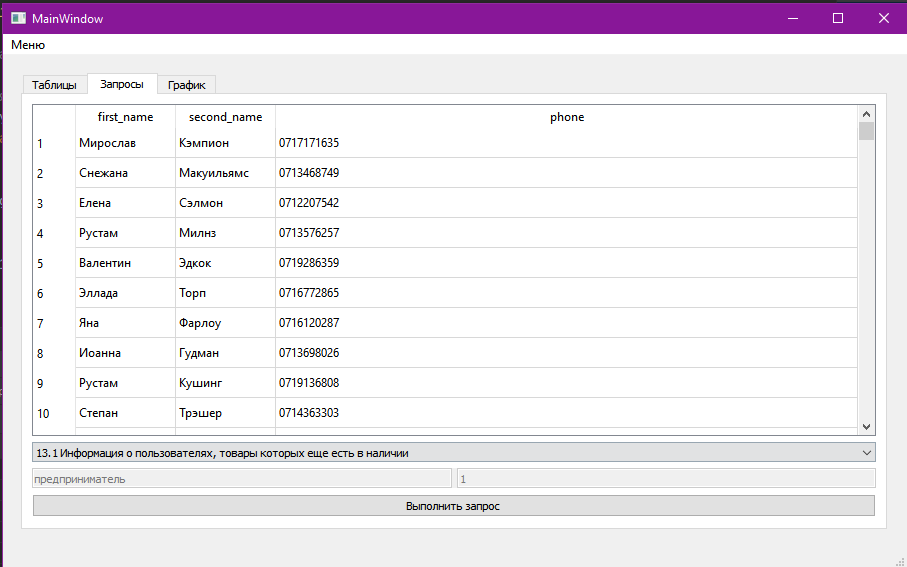 MainWindow
Меню
Таблицы Запросы График
first_name second_name phone
1 Мирослав Кэмпион 0717171635
2 Снежана Макуильямс 0713468749
3 Елена Сэлмон 0712207542
4 Рустам Милнз 0713576257
5 Валентин Эдкок 0719286359
6 Эллада Торп 0716772865
7 Яна Фарлоу 0716120287
8 Иоанна Гудман 0713698026
9 Рустам Кушинг 0719136808
10 Степан Трэшер 0714363303
13.1 Информация о пользователях, товары которых еще есть в наличии
предприниматель 1
Выполнить запрос